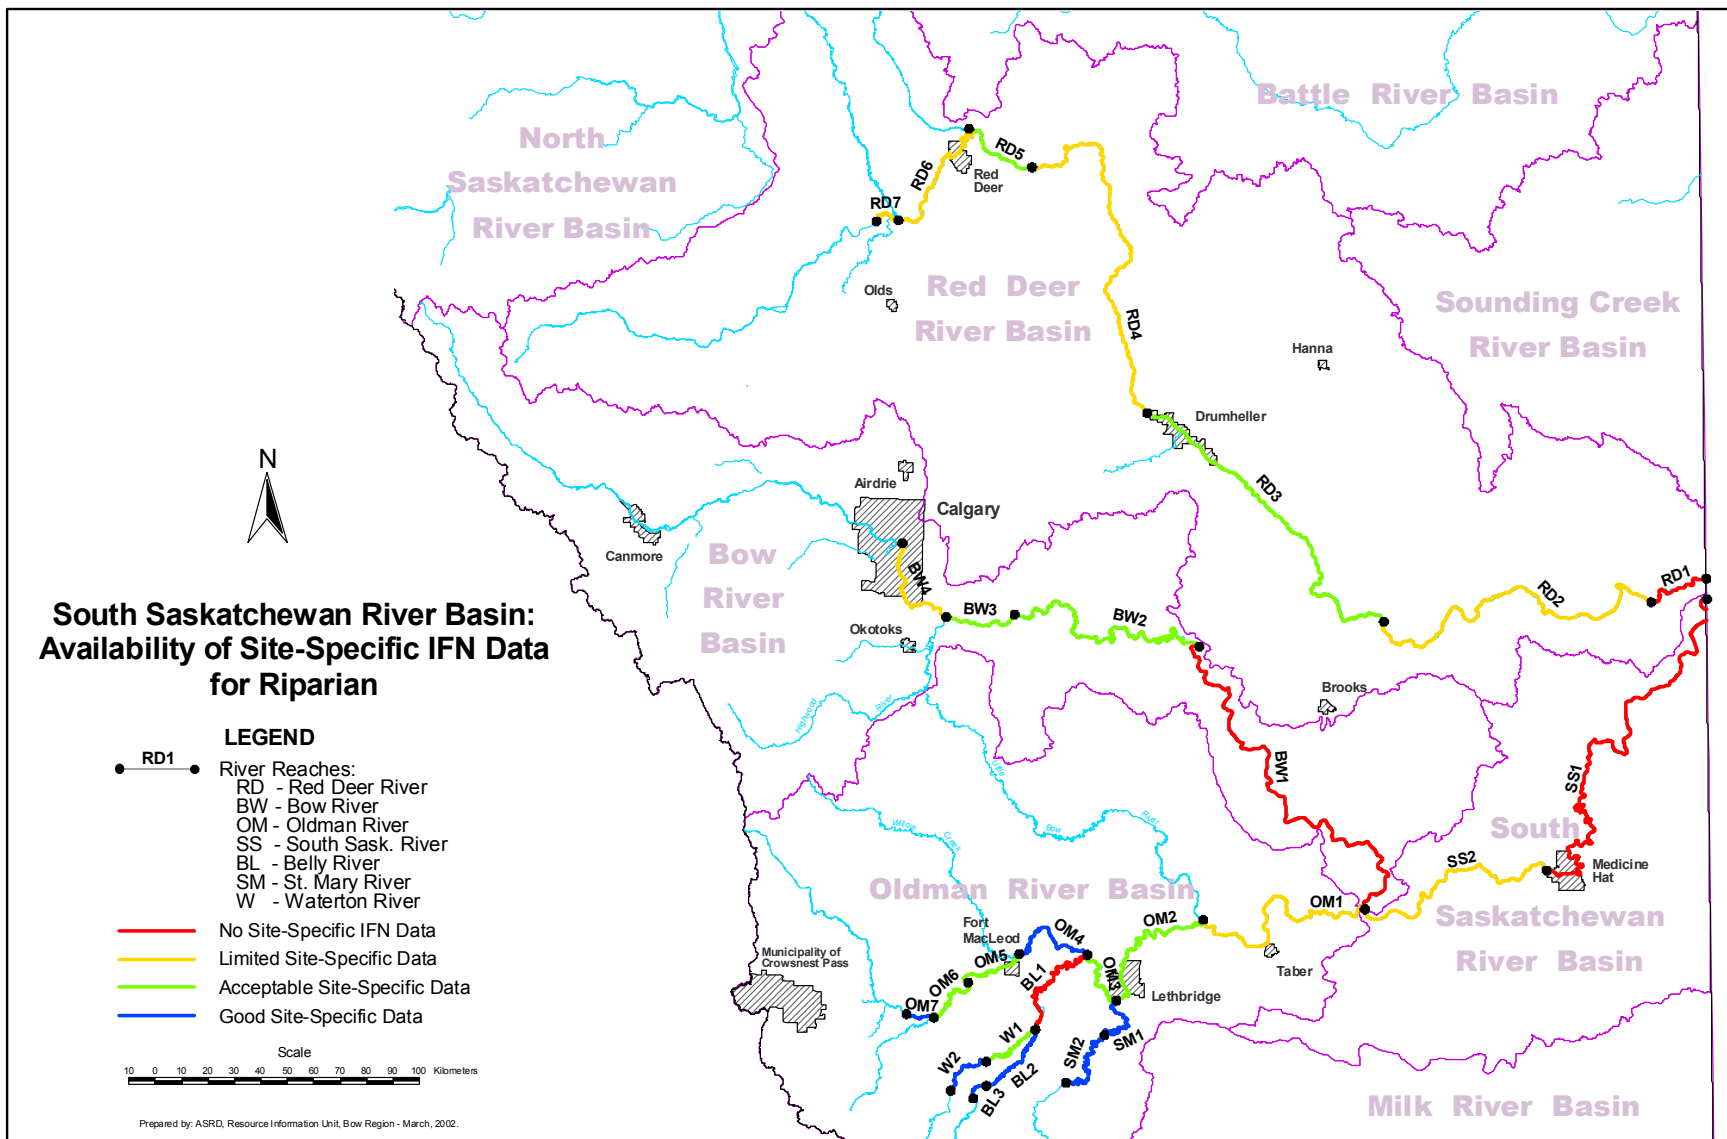 Battle River Basin
North
Saskatchewan
River Basin
RD5
RD6
Red
Deer
RD7
Olds
Red Deer
River Basin
RD4
Sounding Creek
River Basin
Hanna
Drumheller
N
Airdrie
Calgary
RD3
Canmore
Bow
River
Basin
BW4
RD1
RD2
BW3
BW2
Okotoks
South Saskatchewan River Basin:
Availability of Site-Specific IFN Data
for Riparian
Highwood River
Brooks
LEGEND
RD1
River Reaches:
RD - Red Deer River
BW - Bow River
OM - Oldman River
SS - South Sask. River
BL - Belly River
SM - St. Mary River
W - Waterton River
No Site-Specific IFN Data
Limited Site-Specific Data
Acceptable Site-Specific Data
Good Site-Specific Data
Little Bow River
BW1
SS1
Willow Creek
South
Saskatchewan
River Basin
SS2
Medicine
Hat
Oldman River Basin
OM1
OM2
Fort
MacLeod
OM4
OM5
Municipality of
Crowsnest Pass
BL1
OM3
OM6
Taber
Lethbridge
OM7
W1
SM1
W2
BL2
SM2
BL3
Milk River Basin
Scale
10 0 10 20 30 40 50 60 70 80 90 100 Kilometers
Prepared by: ASRD, Resource Information Unit, Bow Region - March, 2002.